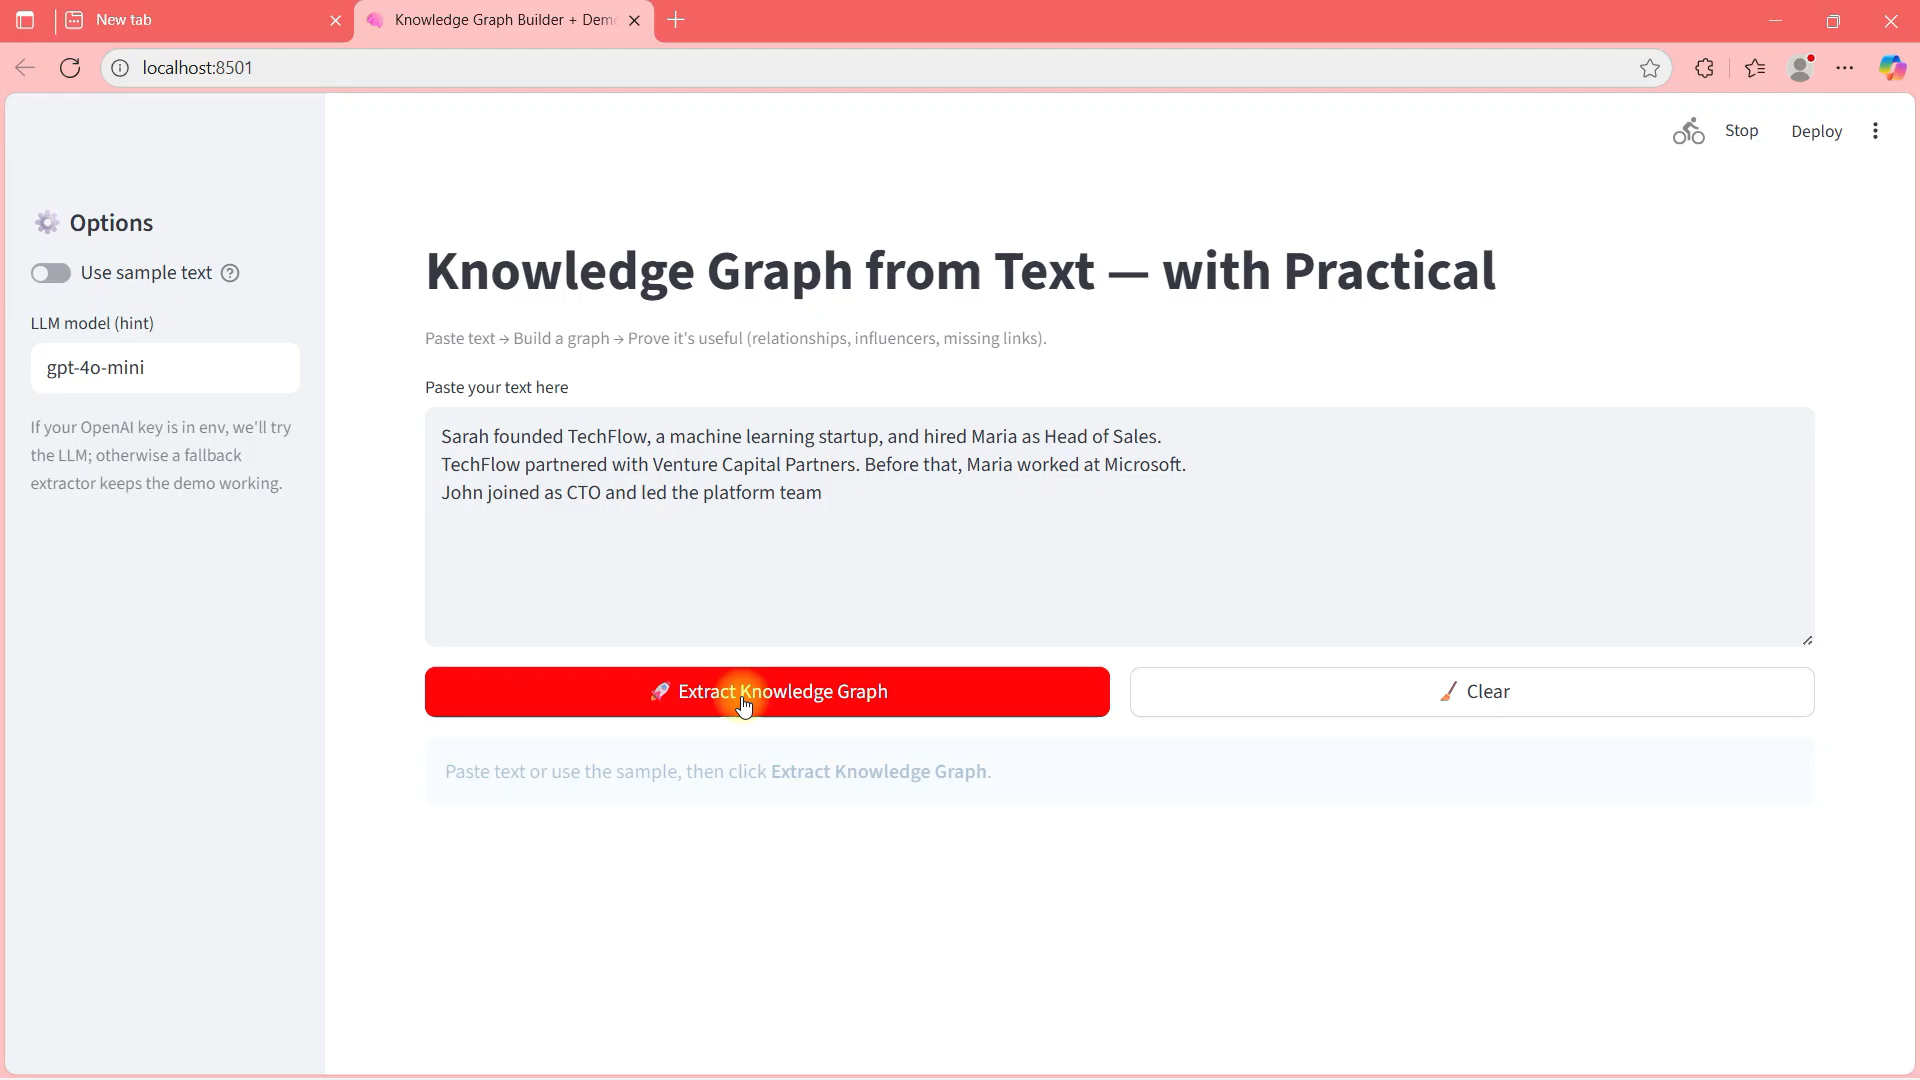 New tab
Knowledge Graph Builder + Dem
localhost:8501
Stop
Deploy
Options
Use sample text
LLM model (hint)
gpt-4o-mini
If your OpenAI key is in env, we'll try
the LLM; otherwise a fallback
extractor keeps the demo working.
Knowledge Graph from Text — with Practical
Paste text → Build a graph → Prove it's useful (relationships, influencers, missing links).
Paste your text here
Sarah founded TechFlow, a machine learning startup, and hired Maria as Head of Sales.
TechFlow partnered with Venture Capital Partners. Before that, Maria worked at Microsoft.
John joined as CTO and led the platform team
🚀 Extract Knowledge Graph
🖌️ Clear
Paste text or use the sample, then click Extract Knowledge Graph.